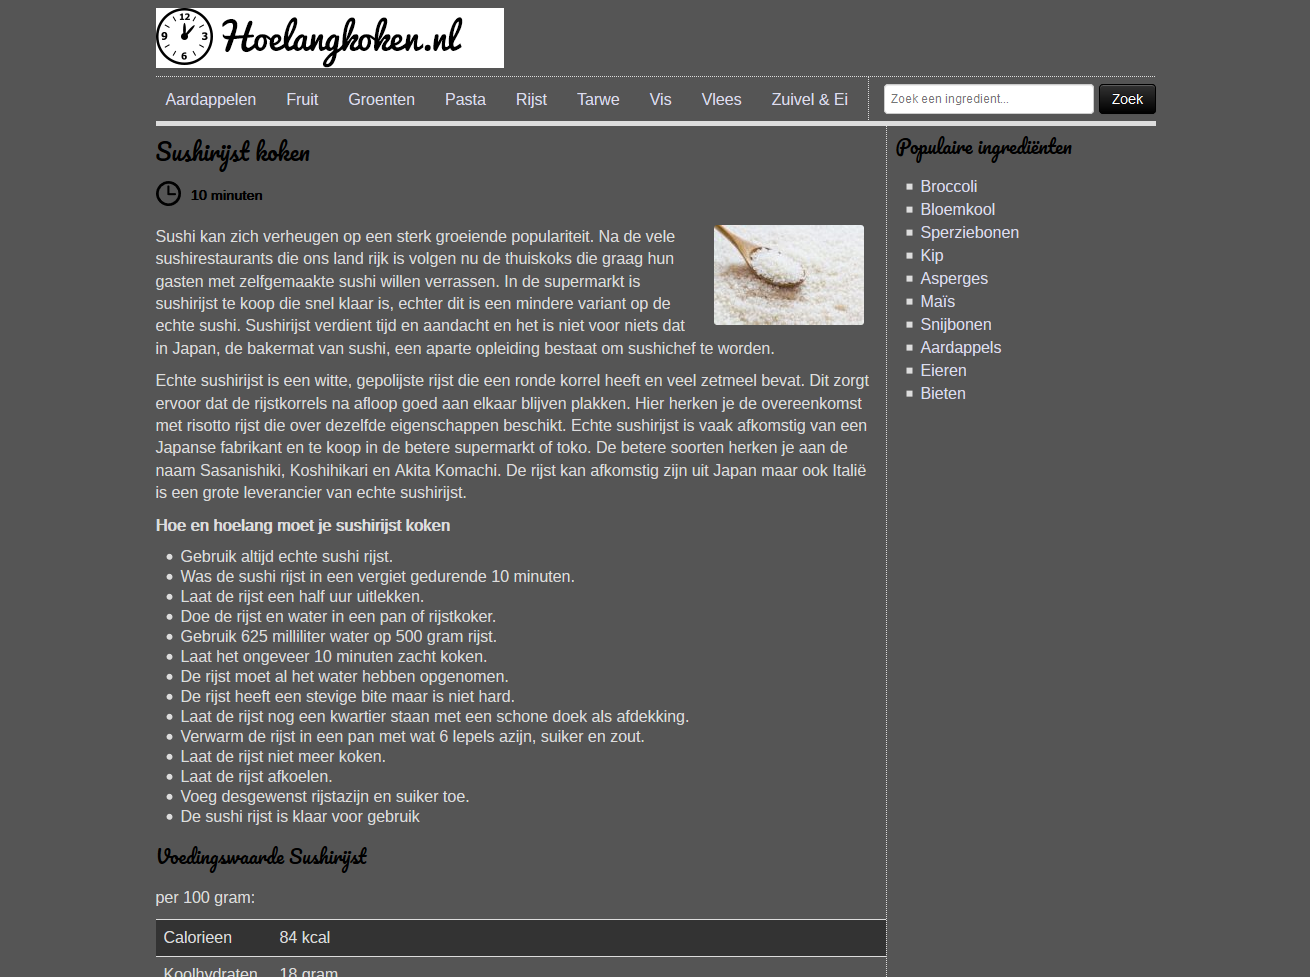 12
9
3
6
Hoelangkoken.nl
Aardappelen Fruit Groenten Pasta Rijst Tarwe Vis Vlees Zuivel & Ei Zoek een ingredient... Zoek
Sushirijst koken
10 minuten
Sushi kan zich verheugen op een sterk groeiende populariteit. Na de vele
sushirestaurants die ons land rijk is volgen nu de thuiskoks die graag hun
gasten met zelfgemaakte sushi willen verrassen. In de supermarkt is
sushirijst te koop die snel klaar is, echter dit is een mindere variant op de
echte sushi. Sushirijst verdient tijd en aandacht en het is niet voor niets dat
in Japan, de bakermat van sushi, een aparte opleiding bestaat om sushichef te worden.
Echte sushirijst is een witte, gepolijste rijst die een ronde korrel heeft en veel zetmeel bevat. Dit zorgt
ervoor dat de rijstkorrels na afloop goed aan elkaar blijven plakken. Hier herken je de overeenkomst
met risotto rijst die over dezelfde eigenschappen beschikt. Echte sushirijst is vaak afkomstig van een
Japanse fabrikant en te koop in de betere supermarkt of toko. De betere soorten herken je aan de
naam Sasanishiki, Koshihikari en Akita Komachi. De rijst kan afkomstig zijn uit Japan maar ook Italië
is een grote leverancier van echte sushirijst.
Hoe en hoelang moet je sushirijst koken
Gebruik altijd echte sushi rijst.
Was de sushi rijst in een vergiet gedurende 10 minuten.
Laat de rijst een half uur uitlekken.
Doe de rijst en water in een pan of rijstkoker.
Gebruik 625 milliliter water op 500 gram rijst.
Laat het ongeveer 10 minuten zacht koken.
De rijst moet al het water hebben opgenomen.
De rijst heeft een stevige bite maar is niet hard.
Laat de rijst nog een kwartier staan met een schone doek als afdekking.
Verwarm de rijst in een pan met wat 6 lepels azijn, suiker en zout.
Laat de rijst niet meer koken.
Laat de rijst afkoelen.
Voeg desgewenst rijstazijn en suiker toe.
De sushi rijst is klaar voor gebruik
Voedingswaarde Sushirijst
per 100 gram:
Calorieen 84 kcal
Koolhydraten 18 gram
Populaire ingrediënten
Broccoli
Bloemkool
Sperziebonen
Kip
Asperges
Maïs
Snijbonen
Aardappels
Eieren
Bieten